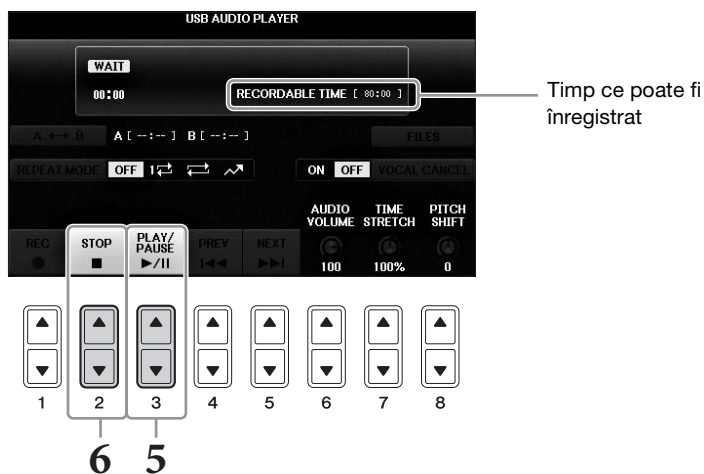 USB AUDIO PLAYER
WAIT
00:00
RECORDABLE TIME [ 80:00 ]
Timp ce poate fi
înregistrat
A ↔ B A [ --:-- ] B [ --:-- ] FILES
REPEAT MODE OFF 1 ON OFF VOCAL CANCEL
AUDIO VOLUME TIME STRETCH PITCH SHIFT
REC STOP PLAY/PAUSE PREV NEXT
100 100% 0
1 2 3 4 5 6 7 8
6 5